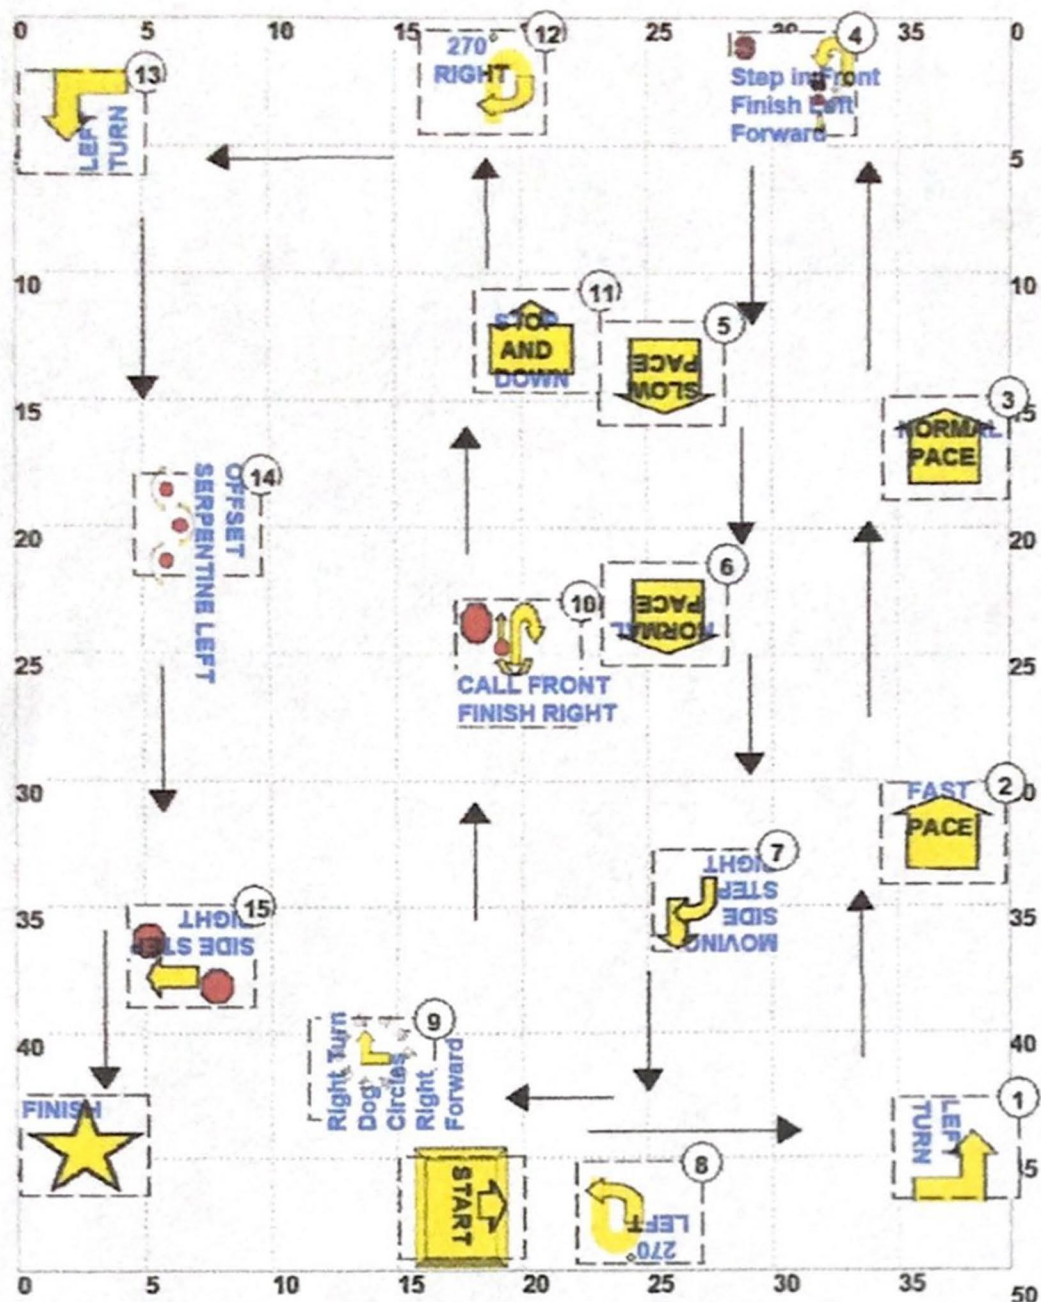 0 5 10 15 12 25 4 35 0
13
270°
RIGHT
Step in Front
Finish Left
Forward
LEFT
TURN
5
10 10
11
5
STOP
AND
DOWN
SLOW
PACE
3
15 15
NORMAL
PACE
14
OFFSET
SERPENTINE LEFT
20 20
6
NORMAL
PACE
10
25 25
CALL FRONT
FINISH RIGHT
30 2
FAST
PACE
7
MOVING
SIDE
STEP
RIGHT
35 35
15
SIDE STEP
RIGHT
9
Right Turn
Dog
Circles
Right
Forward
40 40
FINISH
1
LEFT
TURN
START
8
270°
LEFT
0 5 10 15 20 25 30 35 50